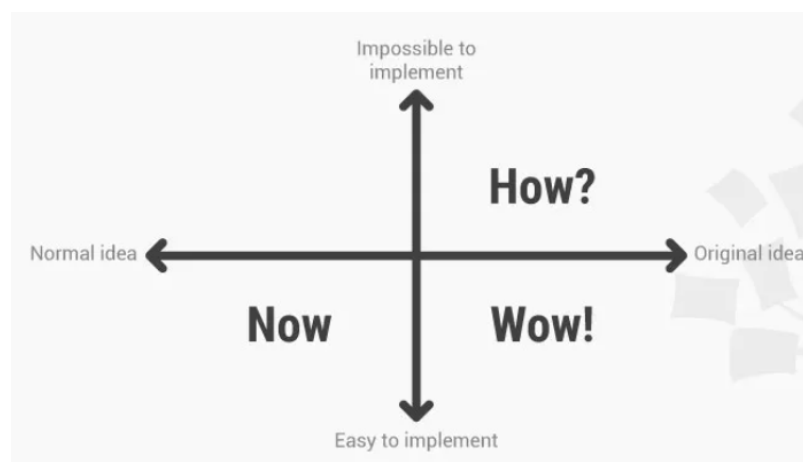 Impossible to
implement
How?
Normal idea
Original idea
Now
Wow!
Easy to implement